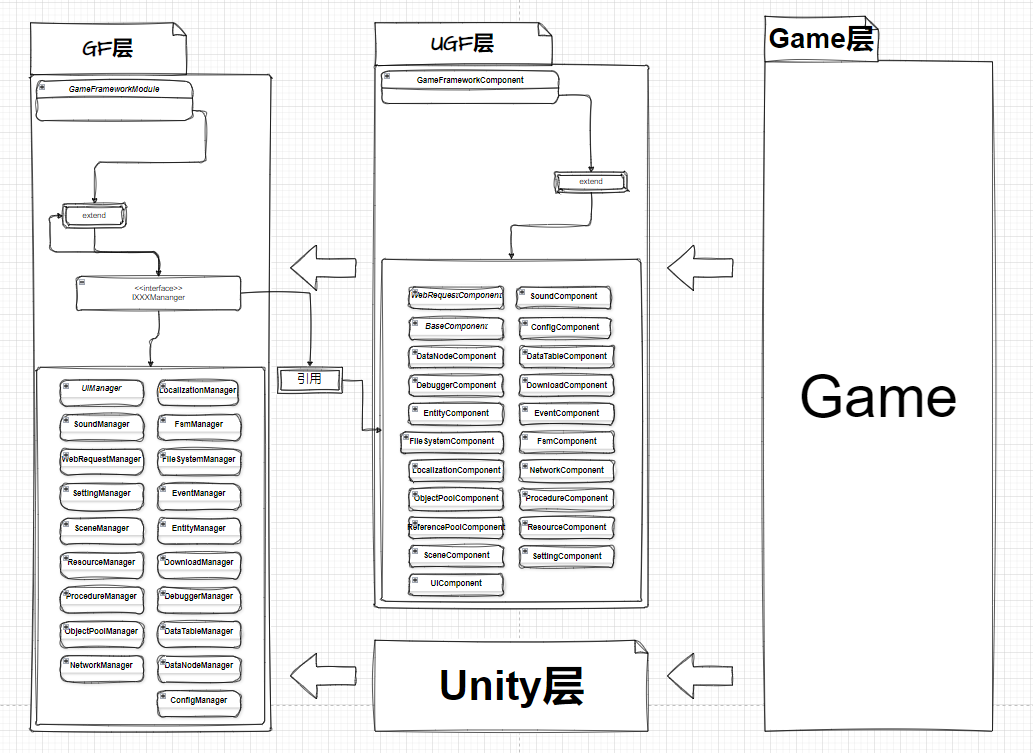 GF层
GameFrameworkModule
extend
<<interface>>
IXXXMananger
UIManager
LocalizationManager
SoundManager
FsmManager
WebRequestManager
FileSystemManager
SettingManager
EventManager
SceneManager
EntityManager
ResourceManager
DownloadManager
ProcedureManager
DebuggerManager
ObjectPoolManager
DataTableManager
NetworkManager
DataNodeManager
ConfigManager
引用
UGF层
GameFrameworkComponent
extend
WebRequestComponent
SoundComponent
BaseComponent
ConfigComponent
DataNodeComponent
DataTableComponent
DebuggerComponent
DownloadComponent
EntityComponent
EventComponent
FileSystemComponent
FsmComponent
LocalizationComponent
NetworkComponent
ObjectPoolComponent
ProcedureComponent
ReferencePoolComponent
ResourceComponent
SceneComponent
SettingComponent
UIComponent
Unity层
Game层
Game